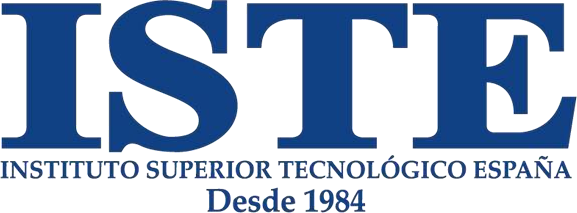 ISTE
INSTITUTO SUPERIOR TECNOLÓGICO ESPAÑA
Desde 1984